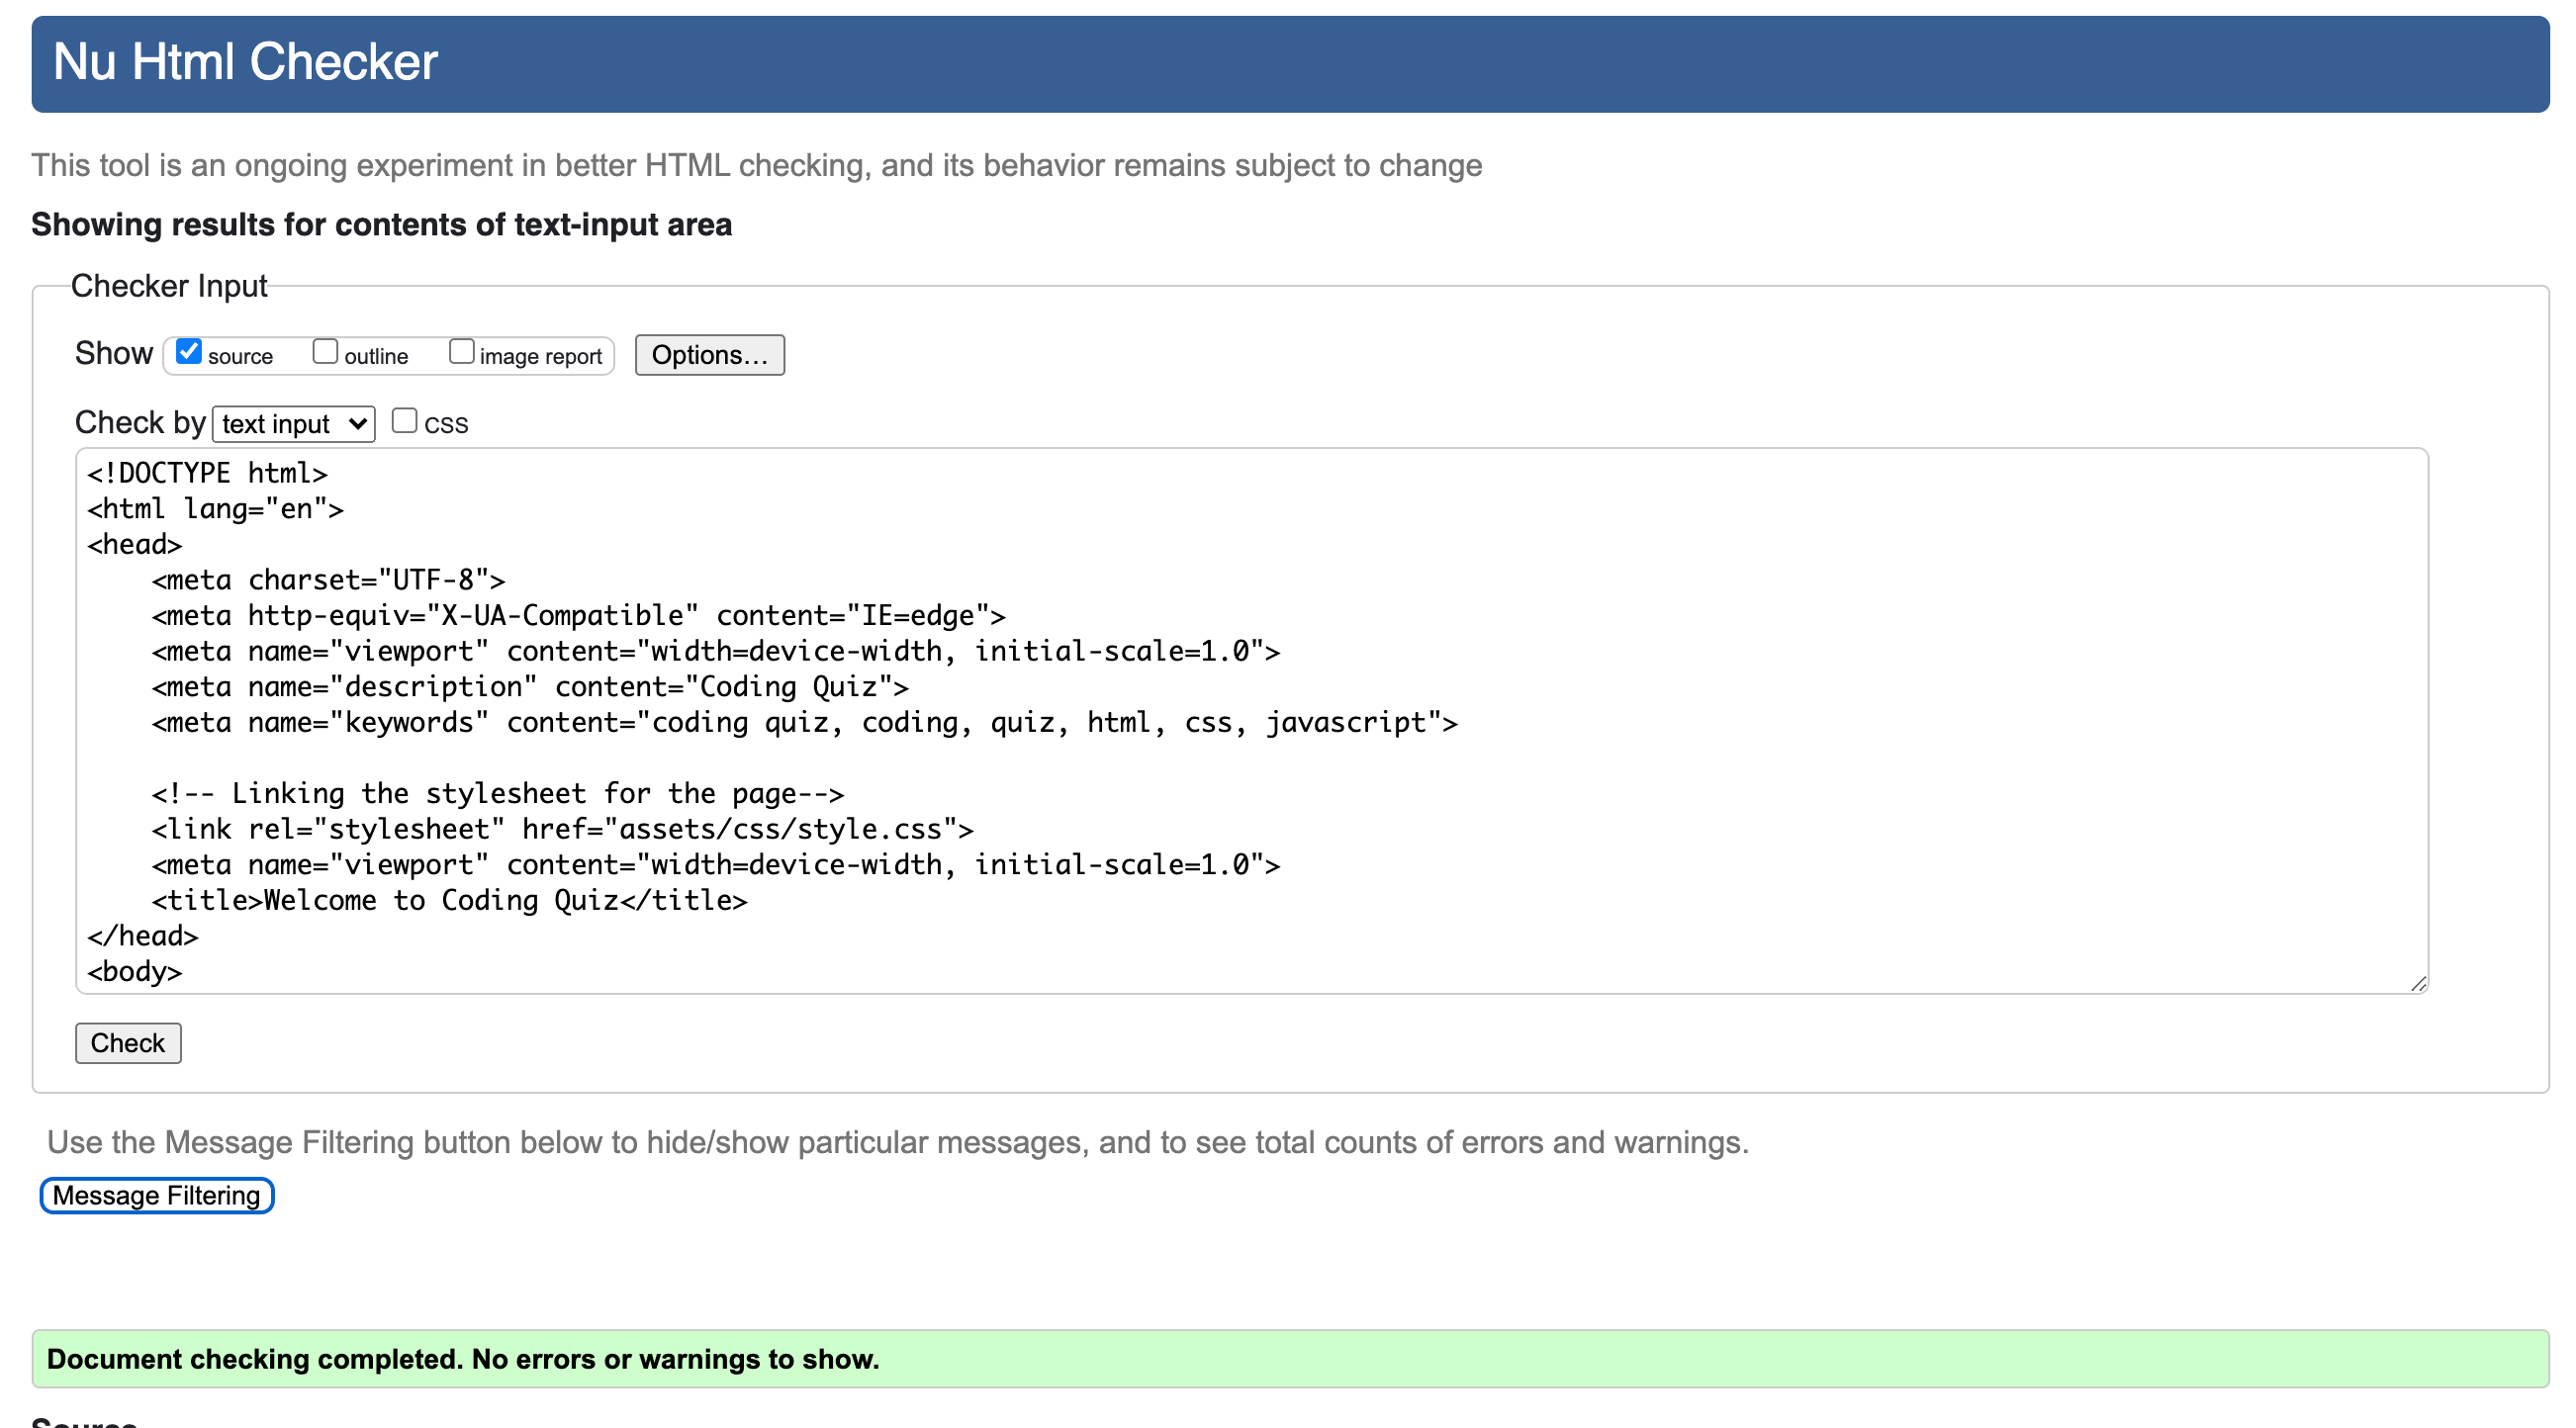 Nu Html Checker
This tool is an ongoing experiment in better HTML checking, and its behavior remains subject to change
Showing results for contents of text-input area
Checker Input
Show source outline image report Options...
Check by text input CSS
<!DOCTYPE html>
<html lang="en">
<head>
    <meta charset="UTF-8">
    <meta http-equiv="X-UA-Compatible" content="IE=edge">
    <meta name="viewport" content="width=device-width, initial-scale=1.0">
    <meta name="description" content="Coding Quiz">
    <meta name="keywords" content="coding quiz, coding, quiz, html, css, javascript">
    <!-- Linking the stylesheet for the page-->
    <link rel="stylesheet" href="assets/css/style.css">
    <meta name="viewport" content="width=device-width, initial-scale=1.0">
    <title>Welcome to Coding Quiz</title>
</head>
<body>
Check
Use the Message Filtering button below to hide/show particular messages, and to see total counts of errors and warnings.
Message Filtering
Document checking completed. No errors or warnings to show.
Source